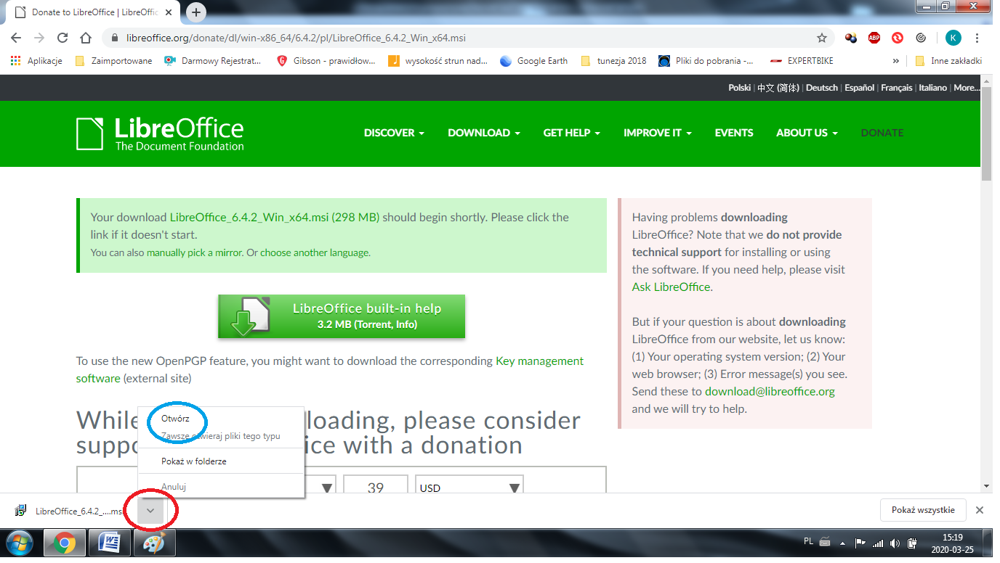 Donate to LibreOffice | LibreOffic
libreoffice.org/donate/dl/win-x86_64/6.4.2/pl/LibreOffice_6.4.2_Win_x64.msi
ABP
K
Aplikacje Zaimportowane Darmowy Rejestrat... Gibson - prawidłow... wysokość strun nad... Google Earth tunezja 2018 Pliki do pobrania -... EXPERTBIKE » Inne zakładki
Polski | 中文 (简体) | Deutsch | Español | Français | Italiano | More...
LibreOffice
The Document Foundation
DISCOVER DOWNLOAD GET HELP IMPROVE IT EVENTS ABOUT US DONATE
Your download LibreOffice_6.4.2_Win_x64.msi (298 MB) should begin shortly. Please click the
link if it doesn't start.
You can also manually pick a mirror. Or choose another language.
LibreOffice built-in help
3.2 MB (Torrent, Info)
To use the new OpenPGP feature, you might want to download the corresponding Key management
software (external site)
Having problems downloading
LibreOffice? Note that we do not provide
technical support for installing or using
the software. If you need help, please visit
Ask LibreOffice.
But if your question is about downloading
LibreOffice from our website, let us know:
(1) Your operating system version; (2) Your
web browser; (3) Error message(s) you see.
Send these to download@libreoffice.org
and we will try to help.
While loading, please consider
supp ice with a donation
39 USD
Otwórz
Zawsze otwieraj pliki tego typu
Pokaż w folderze
Anuluj
LibreOffice_6.4.2_....msi
Pokaż wszystkie
PL
15:19
2020-03-25